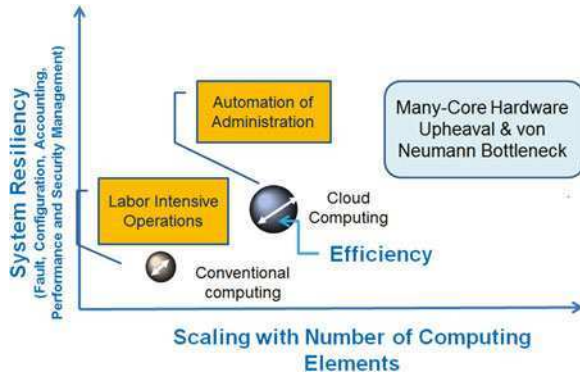 System Resiliency
(Fault, Configuration, Accounting,
Performance and Security Management)
Automation of
Administration
Many-Core Hardware
Upheaval & von
Neumann Bottleneck
Labor Intensive
Operations
Cloud
Computing
Efficiency
Conventional
computing
Scaling with Number of Computing
Elements